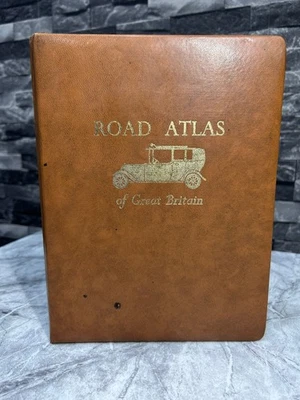 ROAD ATLAS
of Great Britain